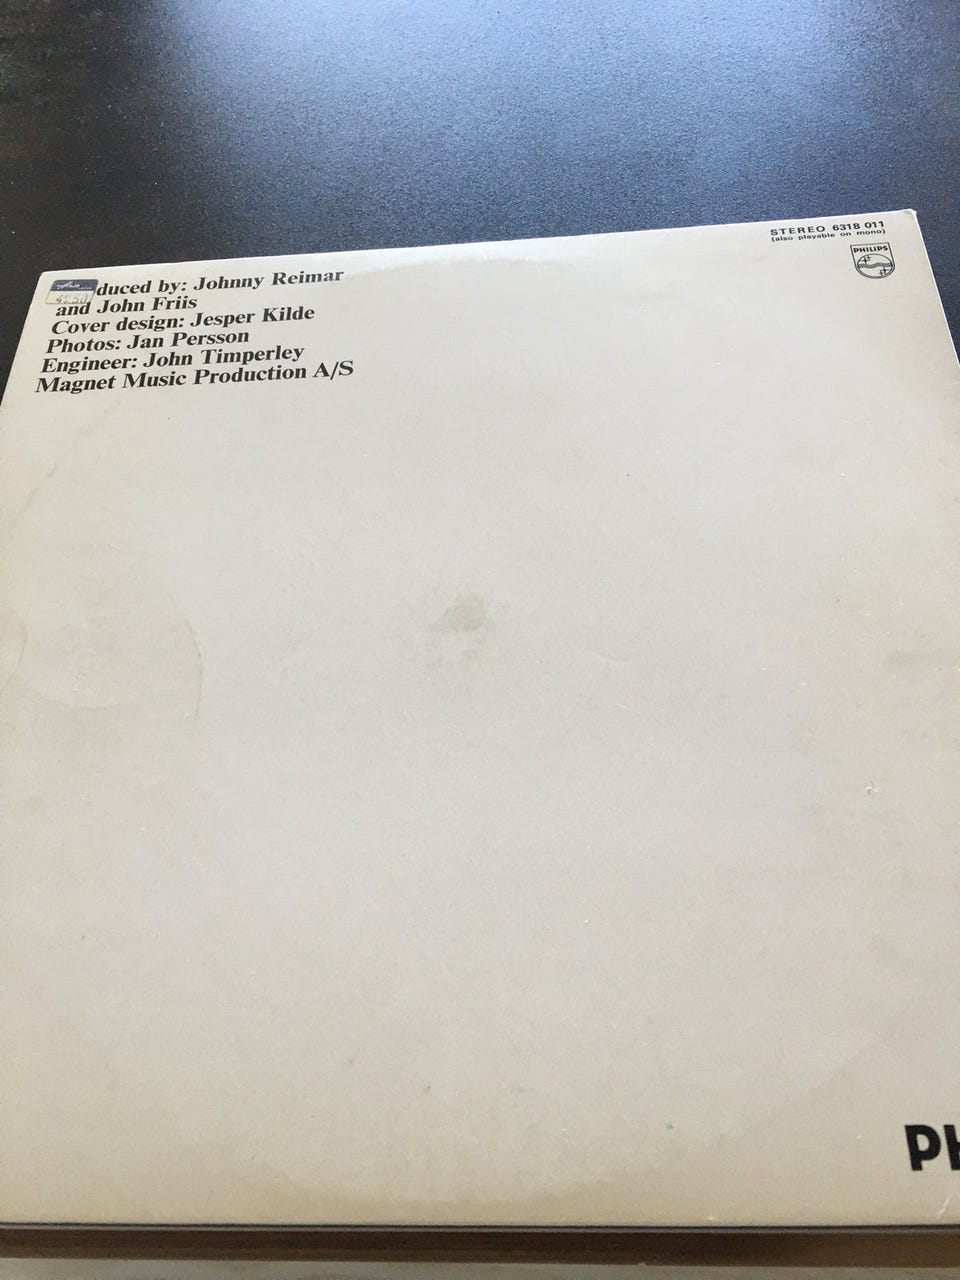 STEREO 6318 011
(also playable on mono)
PHILIPS
duced by: Johnny Reimar
and John Friis
Cover design: Jesper Kilde
Photos: Jan Persson
Engineer: John Timperley
Magnet Music Production A/S
PH